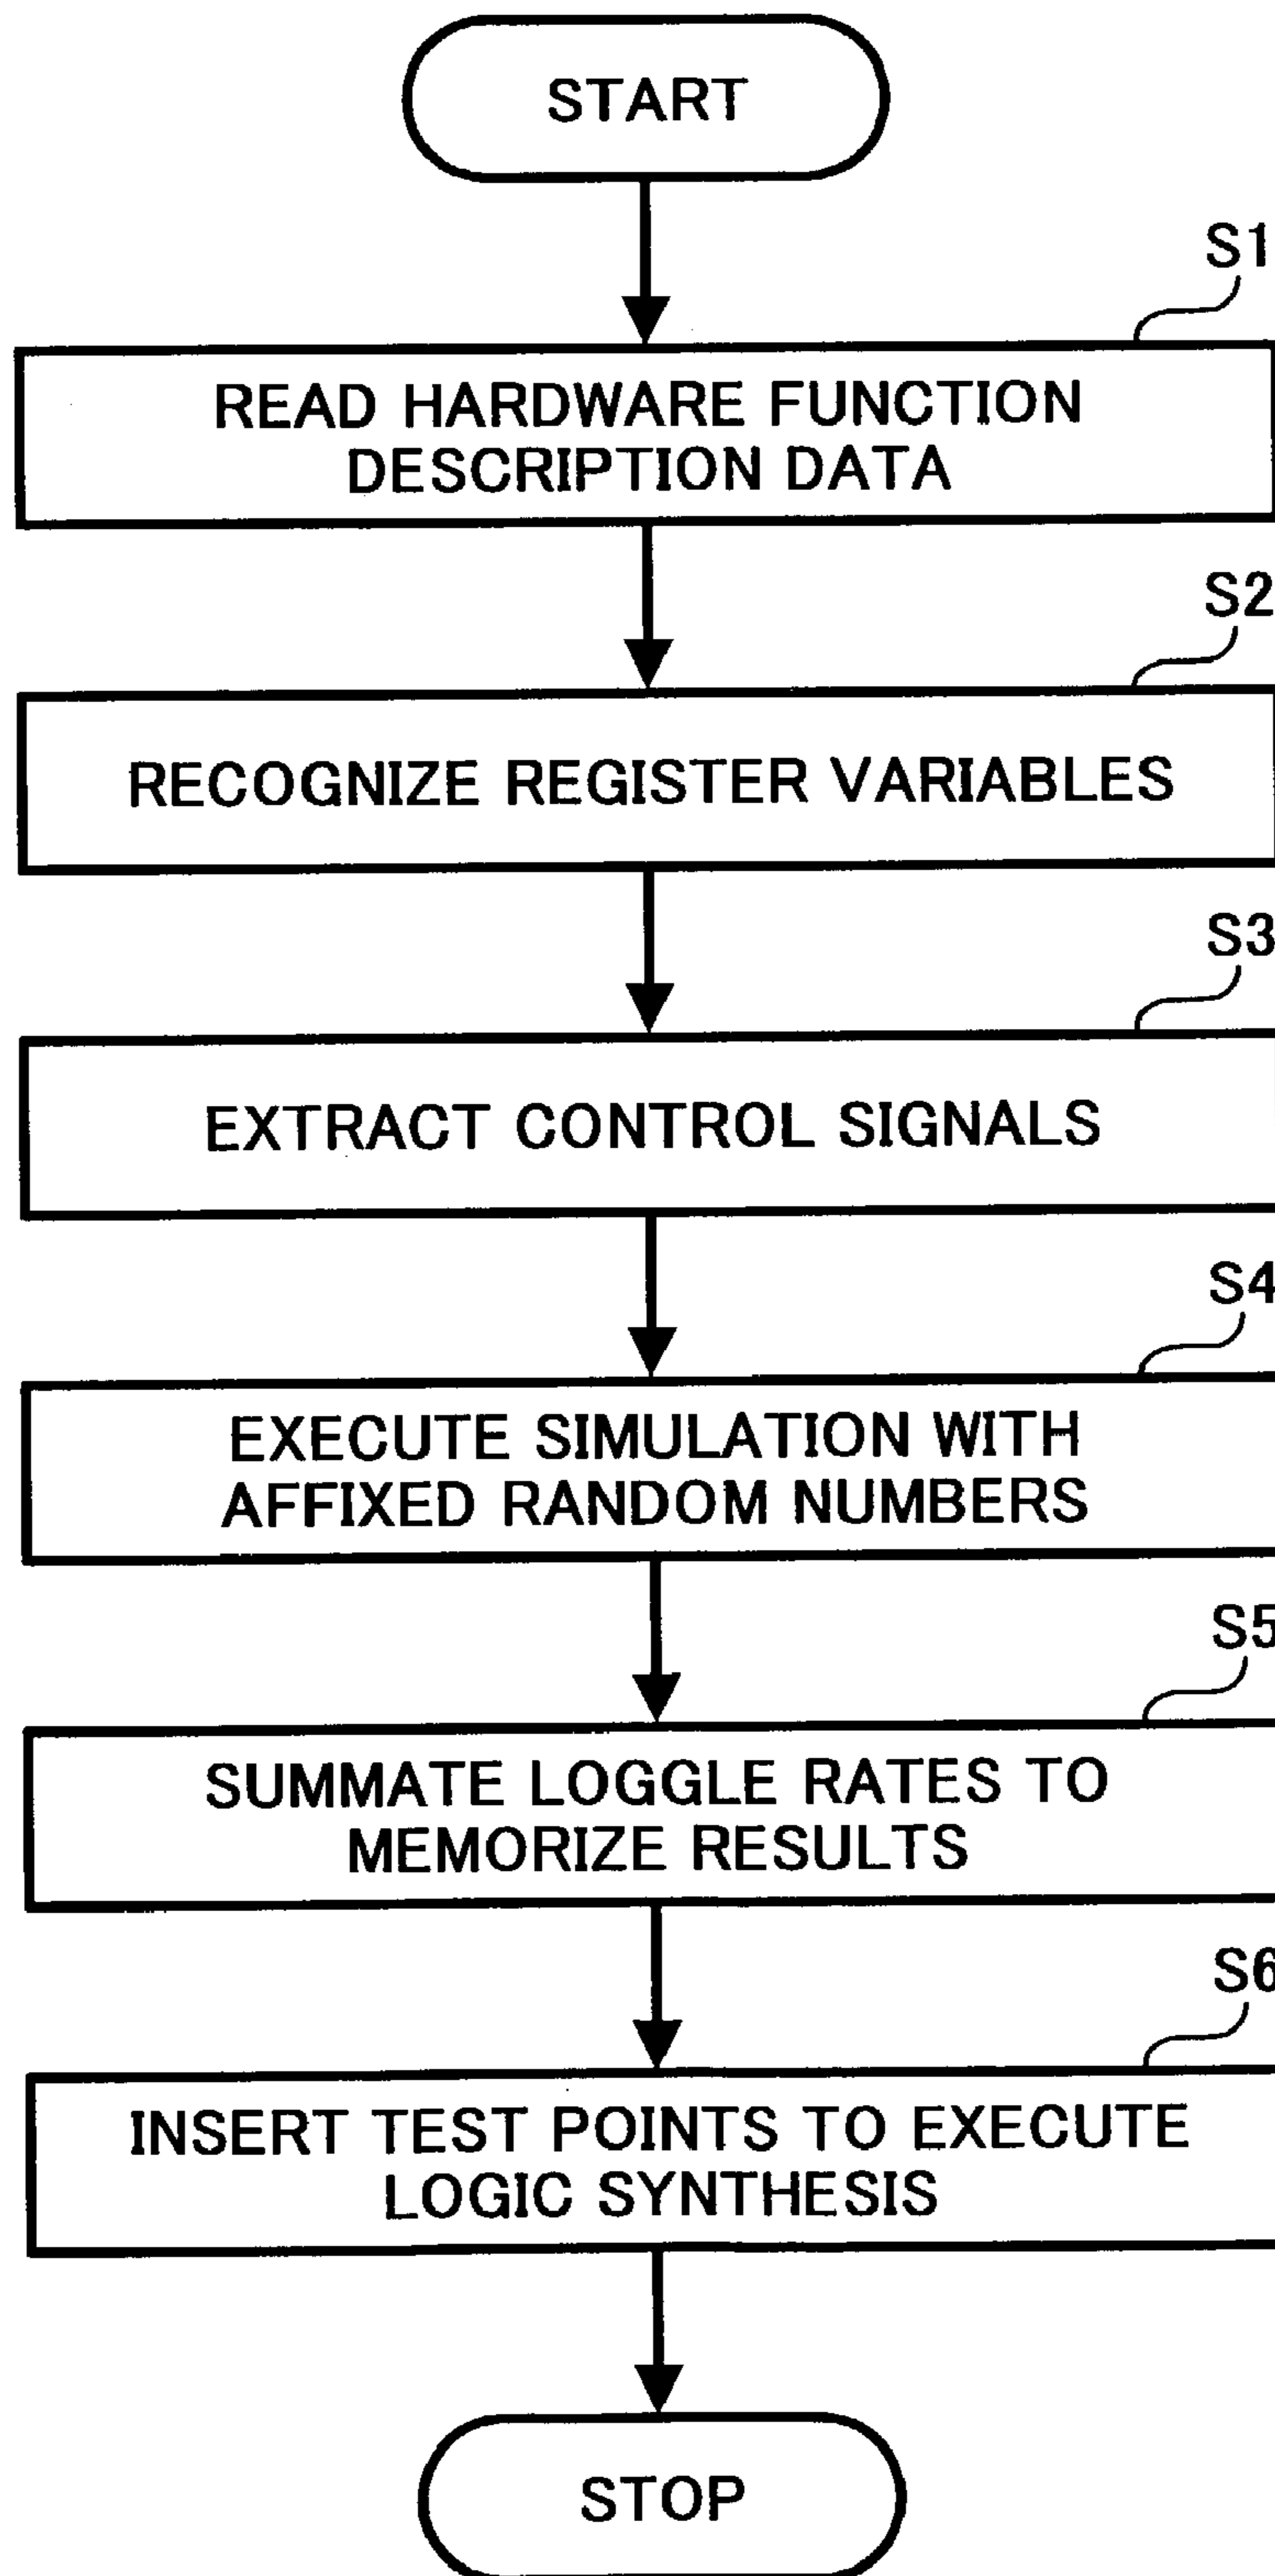 START
S1
READ HARDWARE FUNCTION
DESCRIPTION DATA
S2
RECOGNIZE REGISTER VARIABLES
S3
EXTRACT CONTROL SIGNALS
S4
EXECUTE SIMULATION WITH
AFFIXED RANDOM NUMBERS
S5
SUMMATE LOGGLE RATES TO
MEMORIZE RESULTS
S6
INSERT TEST POINTS TO EXECUTE
LOGIC SYNTHESIS
STOP